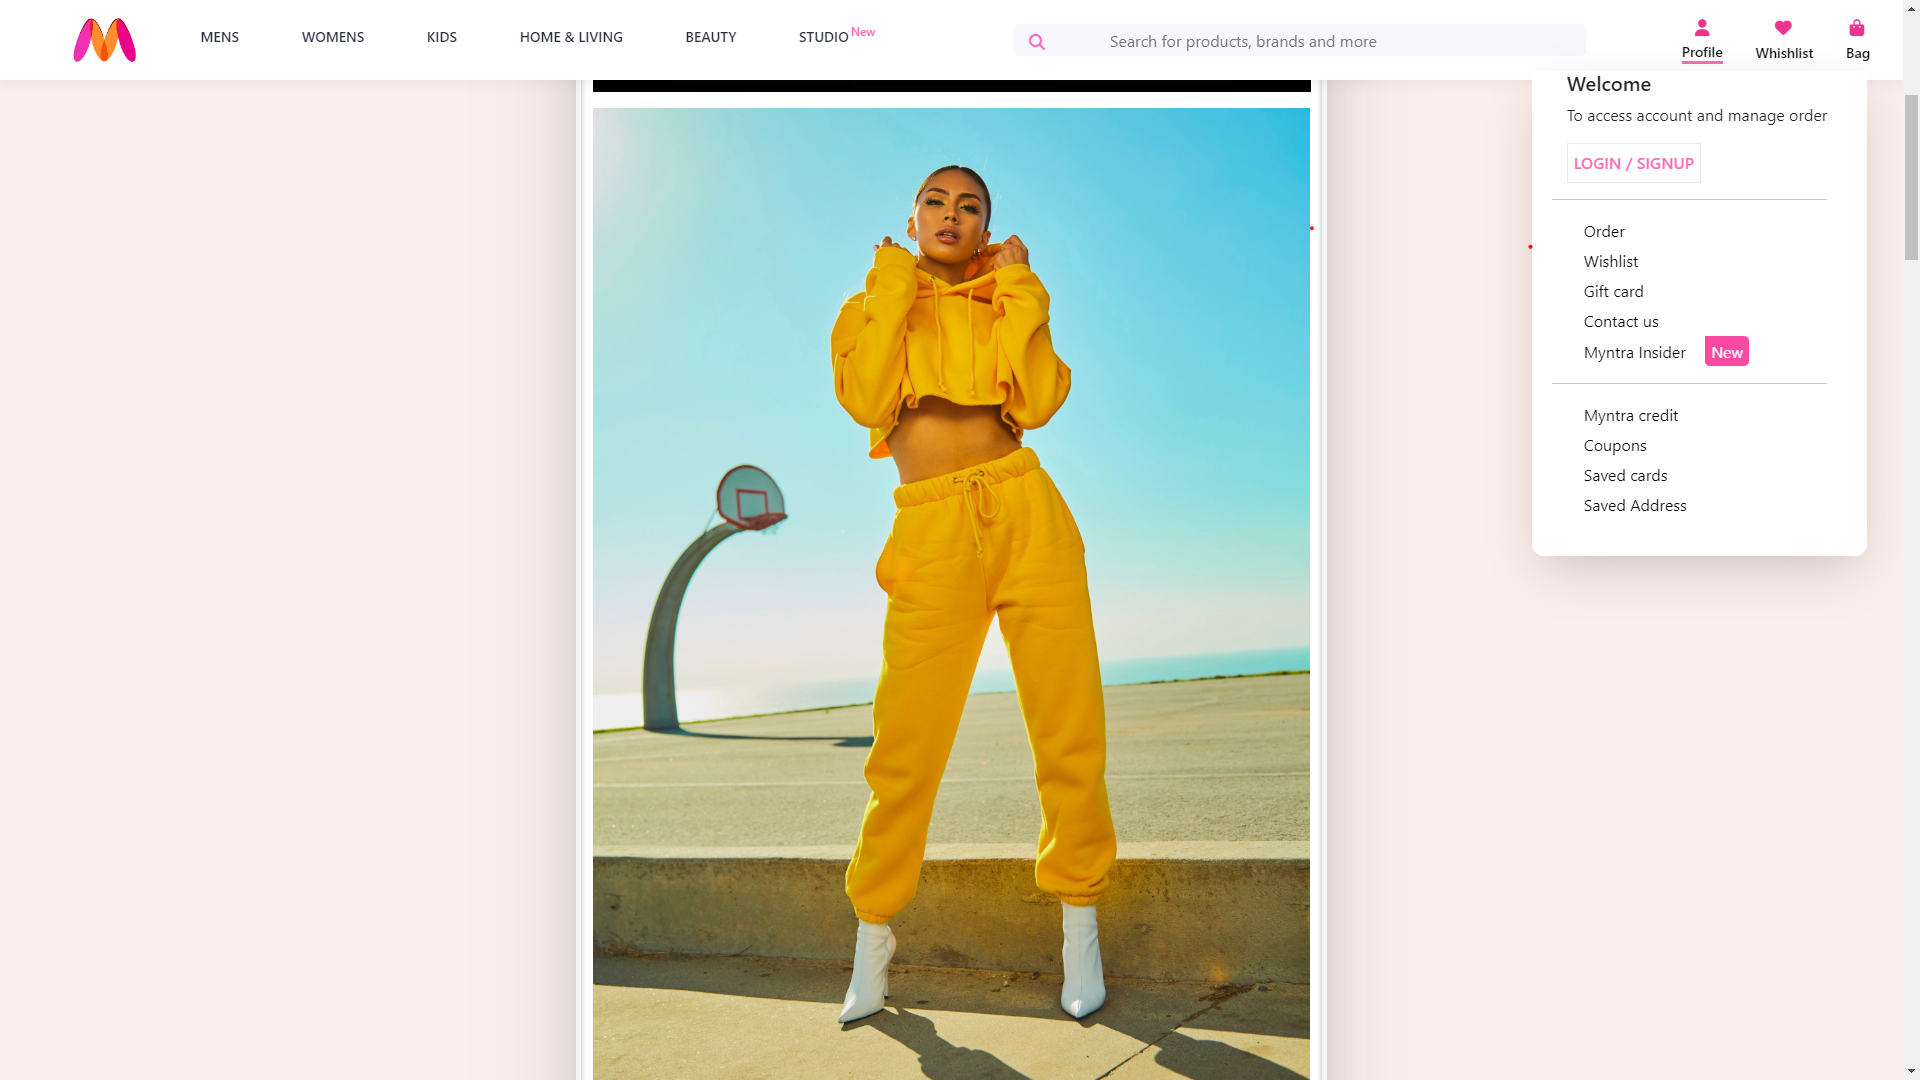 MENS
WOMENS
KIDS
HOME & LIVING
BEAUTY
STUDIO New
Search for products, brands and more
Profile
Whishlist
Bag
Welcome
To access account and manage order
LOGIN / SIGNUP
Order
Wishlist
Gift card
Contact us
Myntra Insider New
Myntra credit
Coupons
Saved cards
Saved Address